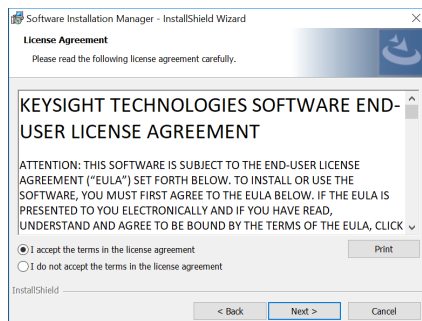 Software Installation Manager - InstallShield Wizard
License Agreement
Please read the following license agreement carefully.
KEYSIGHT TECHNOLOGIES SOFTWARE END-
USER LICENSE AGREEMENT
ATTENTION: THIS SOFTWARE IS SUBJECT TO THE END-USER LICENSE
AGREEMENT (“EULA”) SET FORTH BELOW. TO INSTALL OR USE THE
SOFTWARE, YOU MUST FIRST AGREE TO THE EULA BELOW. IF THE EULA IS
PRESENTED TO YOU ELECTRONICALLY AND IF YOU HAVE READ,
UNDERSTAND AND AGREE TO BE BOUND BY THE TERMS OF THE EULA, CLICK
I accept the terms in the license agreement
Print
I do not accept the terms in the license agreement
InstallShield
< Back
Next >
Cancel